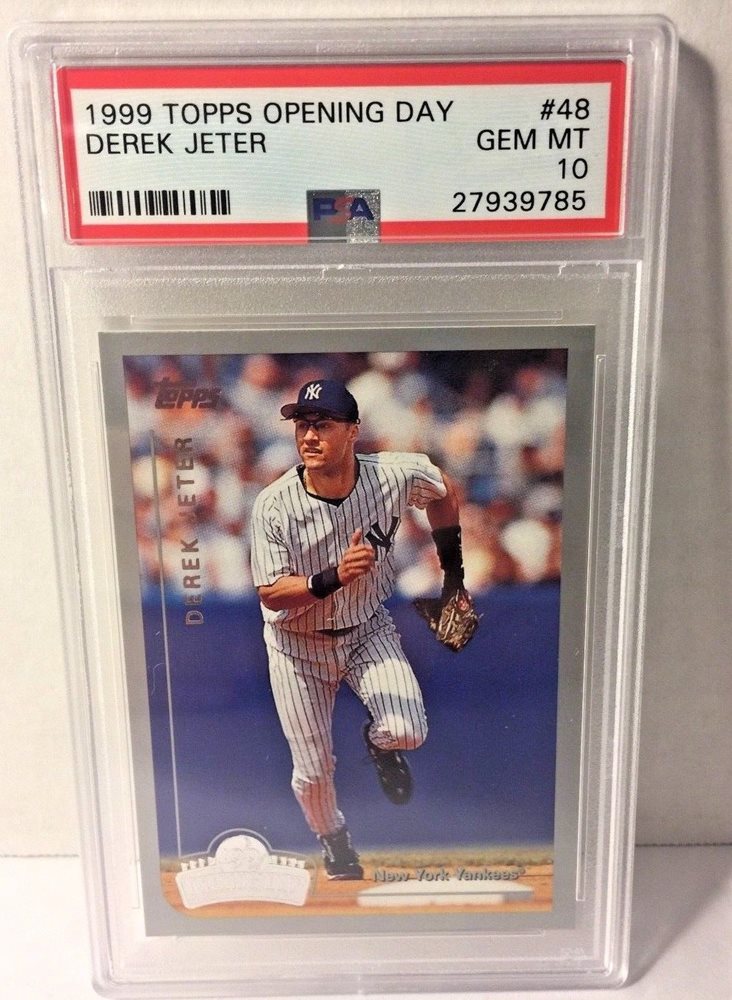 1999 TOPPS OPENING DAY #48
DEREK JETER GEM MT
10
PSA 27939785
Topps
NY
DEREK JETER
NY
New York Yankees®